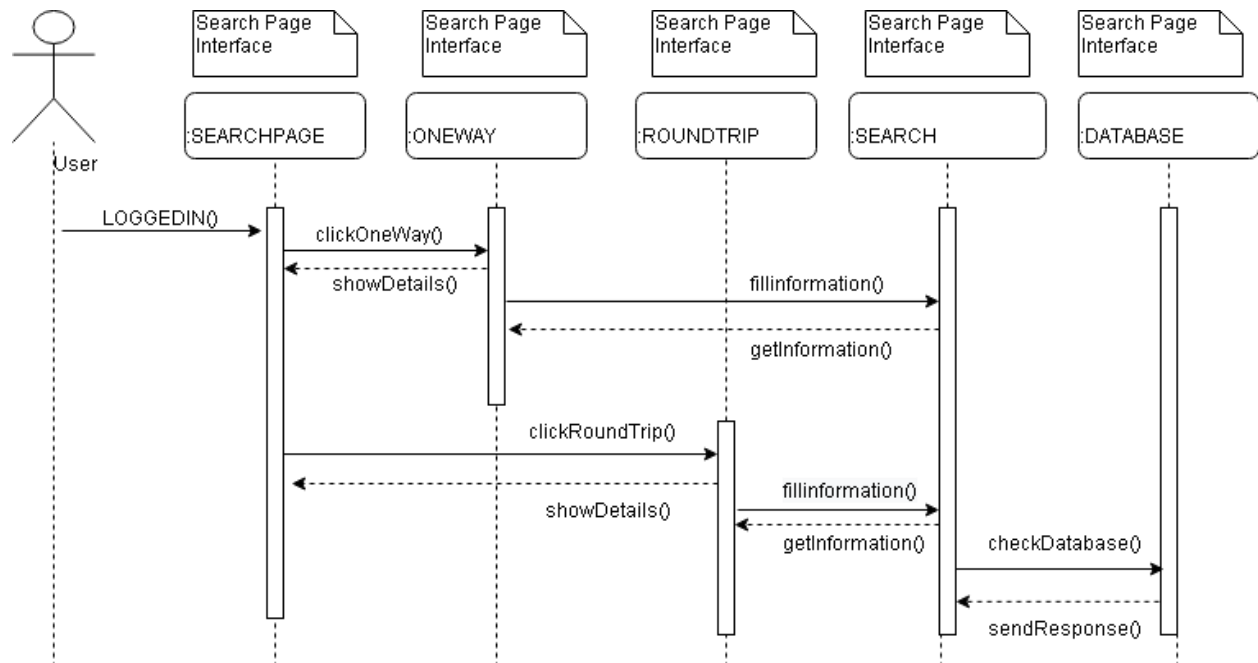 Search Page
Interface
Search Page
Interface
Search Page
Interface
Search Page
Interface
Search Page
Interface
:SEARCHPAGE
:ONEWAY
:ROUNDTRIP
:SEARCH
:DATABASE
User
LOGGEDIN()
clickOneWay()
showDetails()
fillinformation()
getInformation()
clickRoundTrip()
showDetails()
fillinformation()
getInformation()
checkDatabase()
sendResponse()